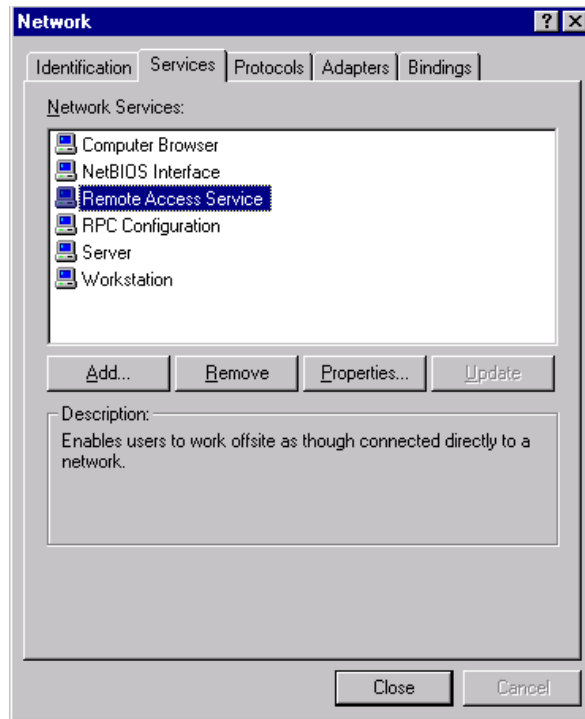 Network
Identification Services Protocols Adapters Bindings
Network Services:
Computer Browser
NetBIOS Interface
Remote Access Service
RPC Configuration
Server
Workstation
Add... Remove Properties... Update
Description:
Enables users to work offsite as though connected directly to a
network.
Close Cancel